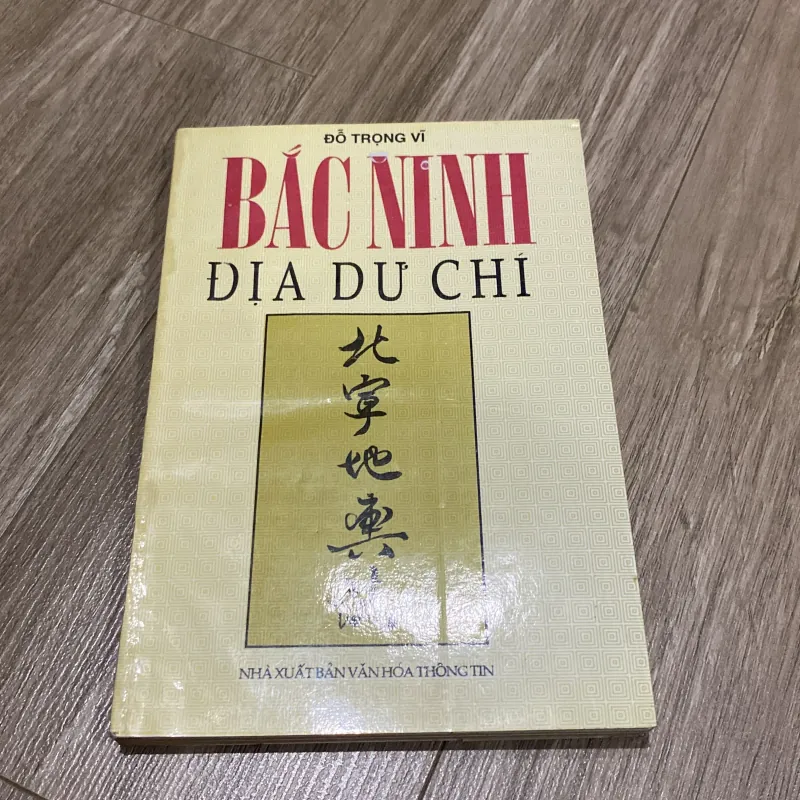 ĐỖ TRỌNG VĨ
BẮC NINH
ĐỊA DƯ CHÍ
北
寧
地
輿
NHÀ XUẤT BẢN VĂN HÓA THÔNG TIN